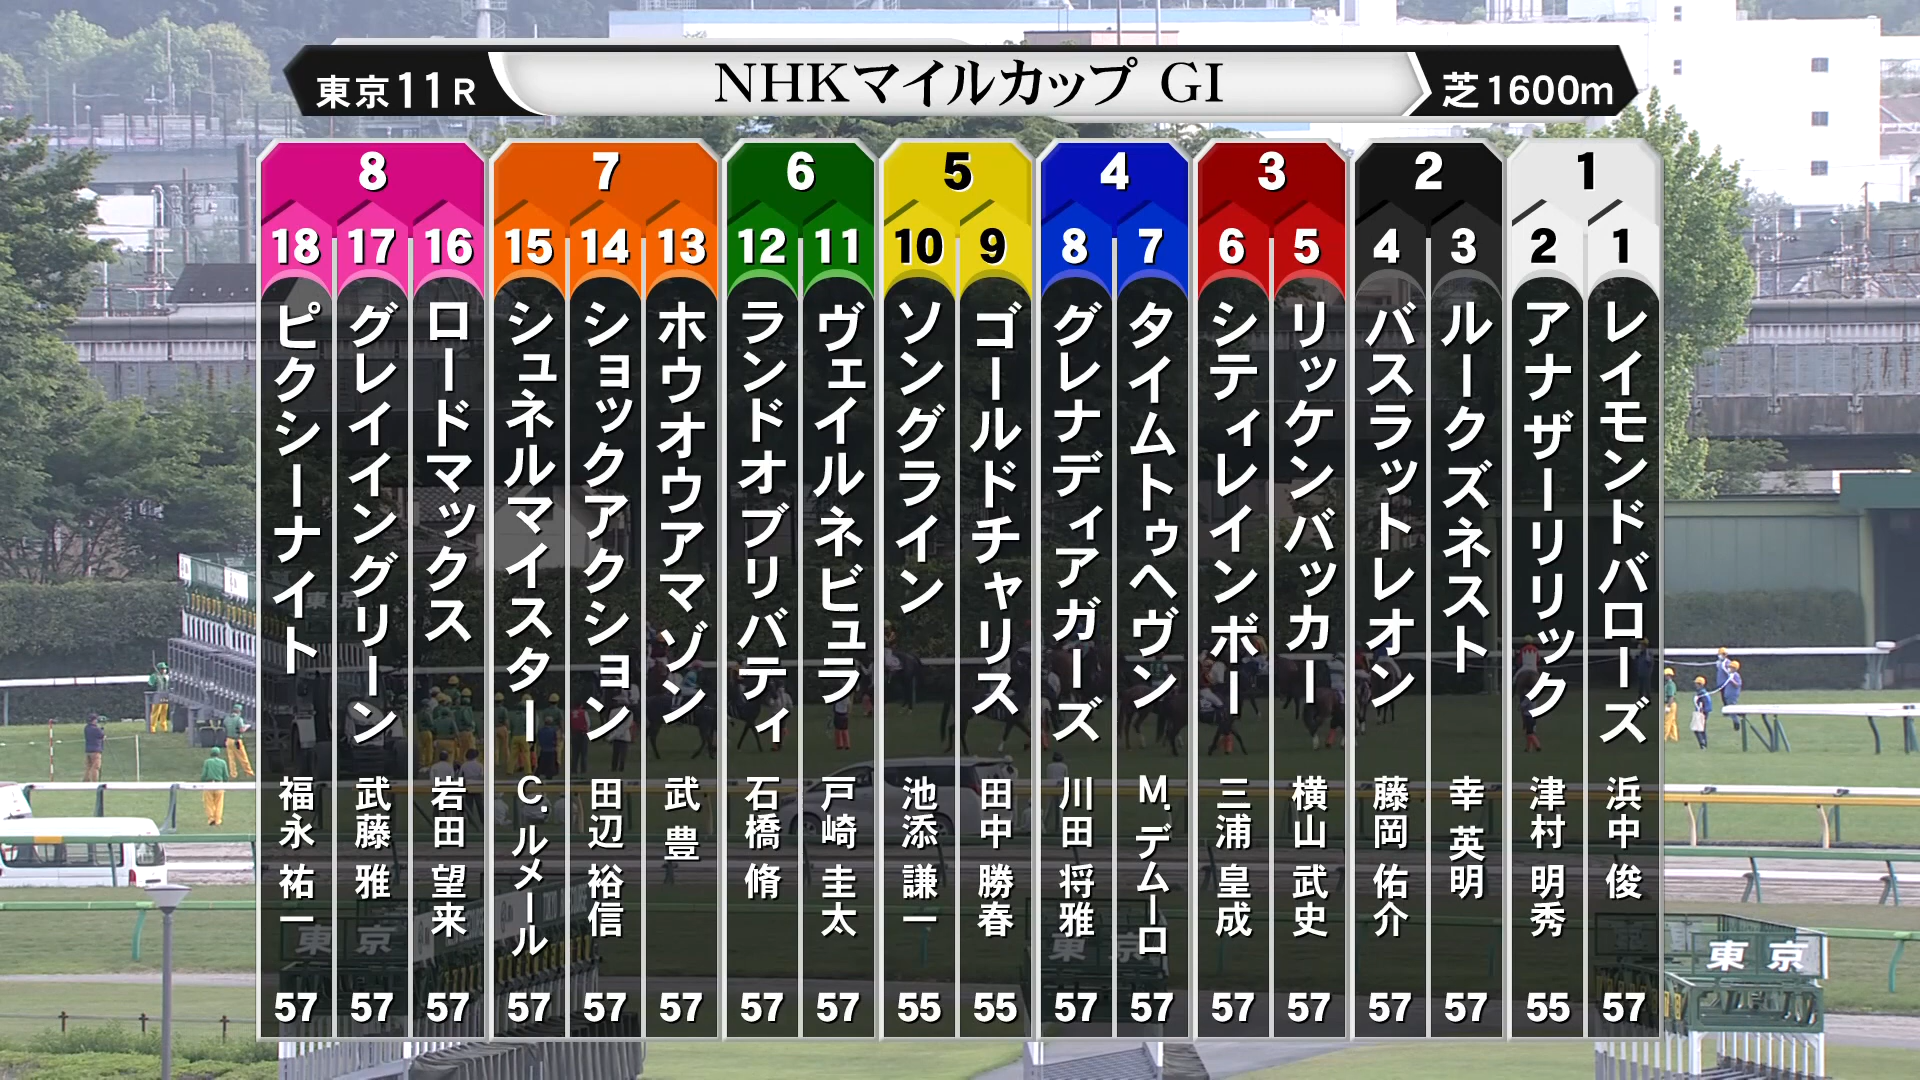 東京11R
NHKマイルカップ GI
芝1600m
1
1
レイモンドバローズ
浜中 俊
57
2
アナザーリリック
津村 明秀
55
2
3
ルークズネスト
幸 英明
57
4
バスラットレオン
藤岡 佑介
57
3
5
リッケンバッカー
横山 武史
57
6
シティレインボー
三浦 皇成
57
4
7
タイムトゥヘヴン
M.デムーロ
57
8
グレナディアガーズ
川田 将雅
57
5
9
ゴールドチャリス
田中 勝春
55
10
ソングライン
池添 謙一
55
6
11
ヴェイルネビュラ
戸崎 圭太
57
12
ランドオブリバティ
石橋 脩
57
7
13
ホウオウアマゾン
武 豊
57
14
ショックアクション
田辺 裕信
57
15
シュネルマイスター
C.ルメール
57
8
16
ロードマックス
岩田 望来
57
17
グレイイングリーン
武藤 雅
57
18
ピクシーナイト
福永 祐一
57
東京
東京
東京
東京